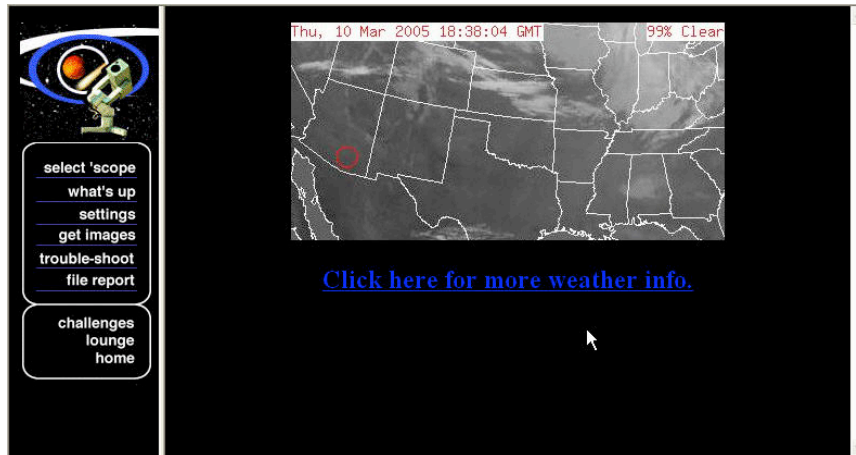 Thu, 10 Mar 2005 18:38:04 GMT 99% Clear
select 'scope
what's up
settings
get images
trouble-shoot
file report
challenges
lounge
home
Click here for more weather info.